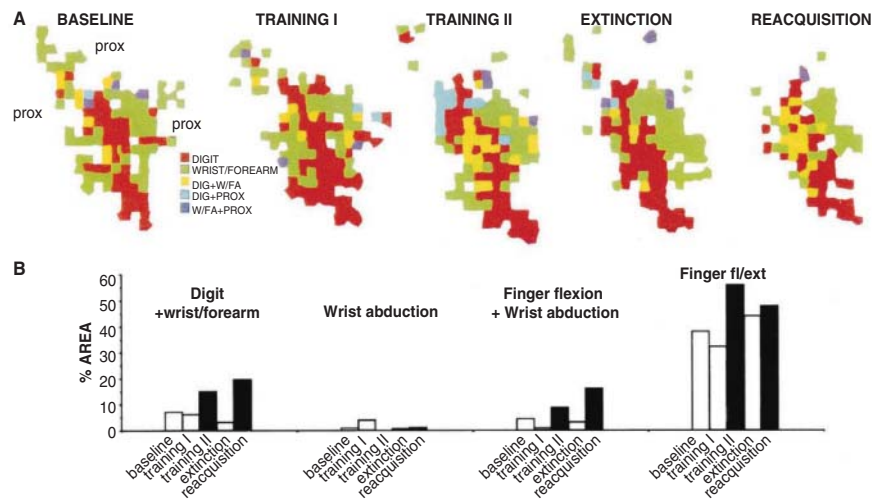 A BASELINE TRAINING I TRAINING II EXTINCTION REACQUISITION
prox
prox
prox
DIGIT
WRIST/FOREARM
DIG+W/FA
DIG+PROX
W/FA+PROX
B
Digit
+wrist/forearm
Wrist abduction
Finger flexion
+ Wrist abduction
Finger fl/ext
% AREA
60
50
40
30
20
10
0
baseline
training I
training II
extinction
reacquisition
baseline
training I
training II
extinction
reacquisition
baseline
training I
training II
extinction
reacquisition
baseline
training I
training II
extinction
reacquisition